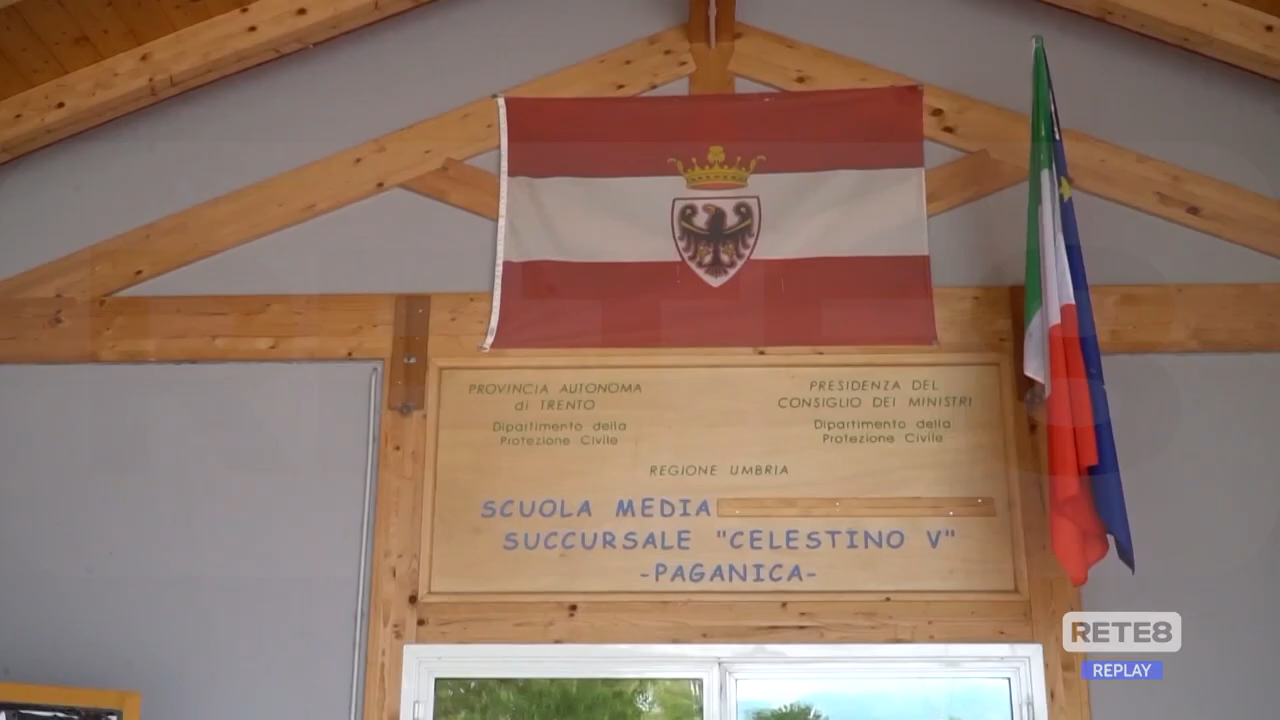 PROVINCIA AUTONOMA
di TRENTO
Dipartimento della
Protezione Civile
PRESIDENZA DEL
CONSIGLIO DEI MINISTRI
Dipartimento della
Protezione Civile
REGIONE UMBRIA
SCUOLA MEDIA
SUCCURSALE "CELESTINO V"
-PAGANICA-
RETE8
REPLAY